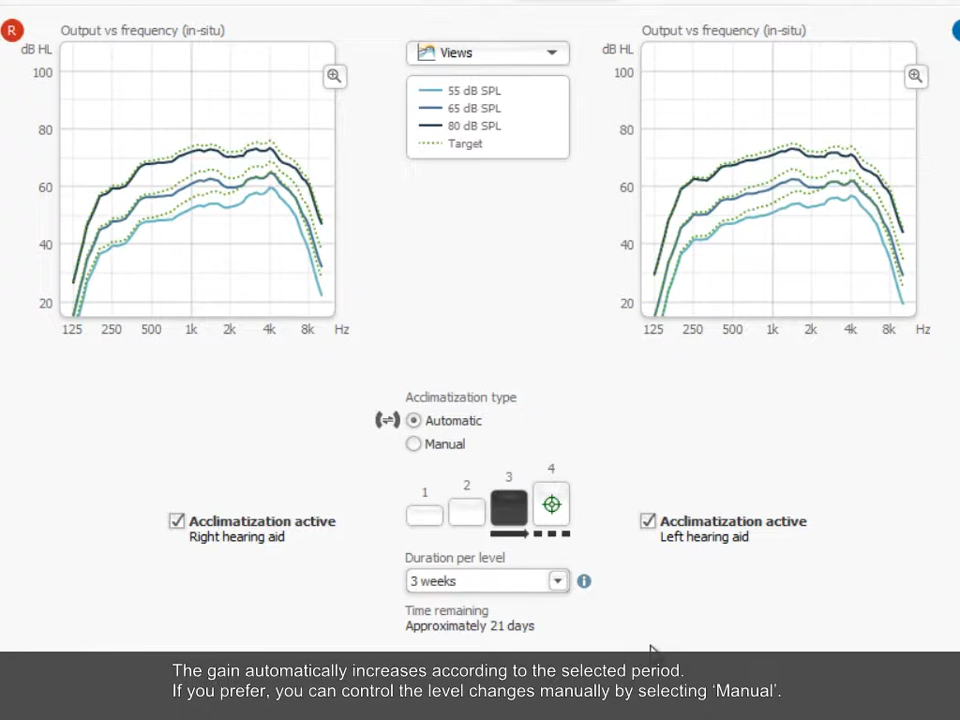 R
Output vs frequency (in-situ)
dB HL
100
80
60
40
20
125 250 500 1k 2k 4k 8k Hz
Views
55 dB SPL
65 dB SPL
80 dB SPL
Target
Output vs frequency (in-situ)
dB HL
100
80
60
40
20
125 250 500 1k 2k 4k 8k Hz
Acclimatization type
Automatic
Manual
1 2 3 4
Acclimatization active
Right hearing aid
Acclimatization active
Left hearing aid
Duration per level
3 weeks
i
Time remaining
Approximately 21 days
The gain automatically increases according to the selected period.
If you prefer, you can control the level changes manually by selecting ‘Manual’.